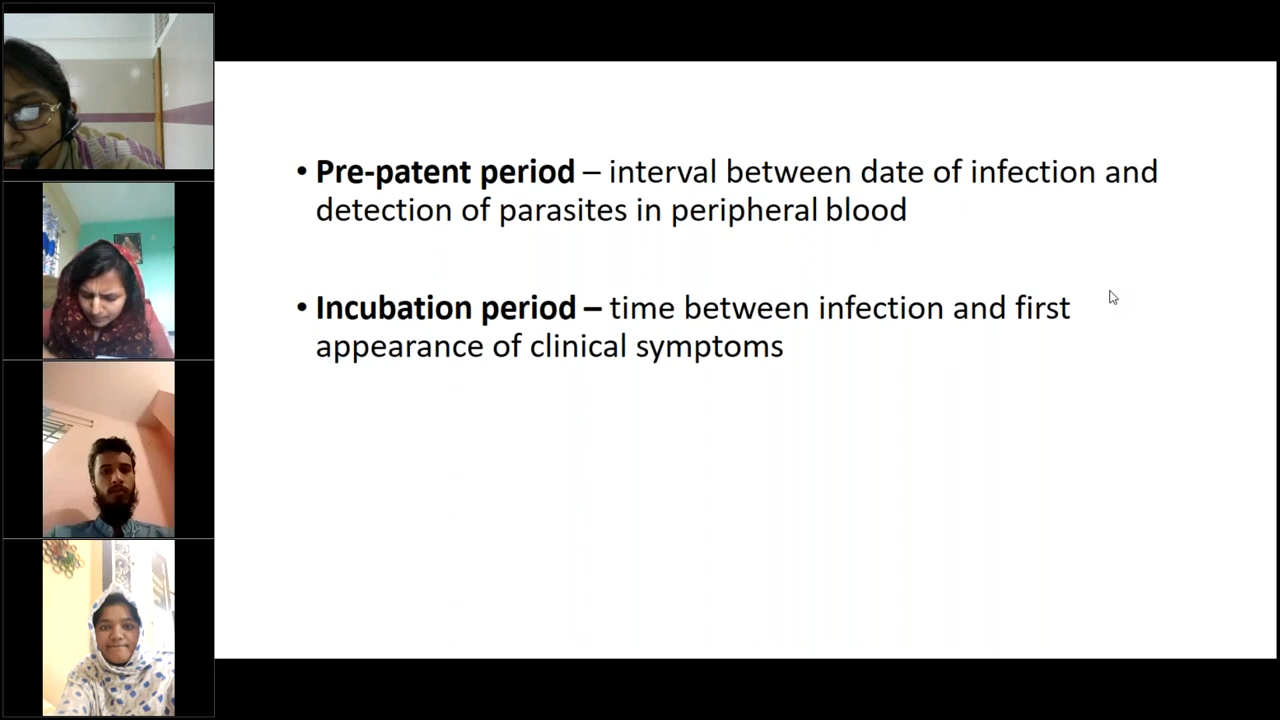 • Pre-patent period – interval between date of infection and
detection of parasites in peripheral blood
• Incubation period – time between infection and first
appearance of clinical symptoms